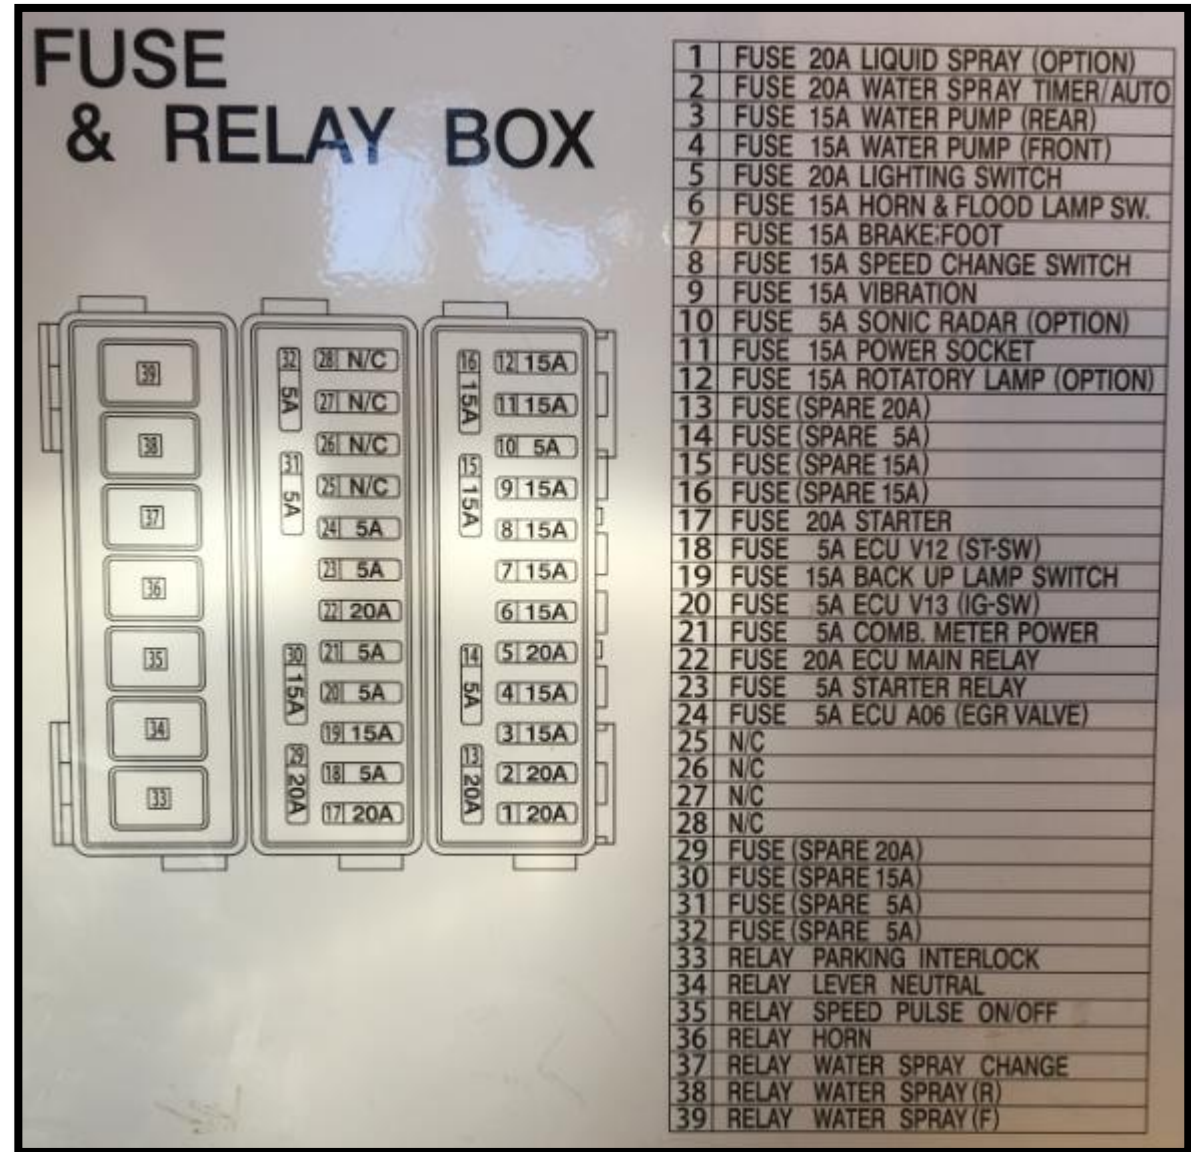 FUSE
& RELAY BOX
1 FUSE 20A LIQUID SPRAY (OPTION)
2 FUSE 20A WATER SPRAY TIMER/AUTO
3 FUSE 15A WATER PUMP (REAR)
4 FUSE 15A WATER PUMP (FRONT)
5 FUSE 20A LIGHTING SWITCH
6 FUSE 15A HORN & FLOOD LAMP SW.
7 FUSE 15A BRAKE;FOOT
8 FUSE 15A SPEED CHANGE SWITCH
9 FUSE 15A VIBRATION
10 FUSE 5A SONIC RADAR (OPTION)
11 FUSE 15A POWER SOCKET
12 FUSE 15A ROTATORY LAMP (OPTION)
13 FUSE (SPARE 20A)
14 FUSE (SPARE 5A)
15 FUSE (SPARE 15A)
16 FUSE (SPARE 15A)
17 FUSE 20A STARTER
18 FUSE 5A ECU V12 (ST-SW)
19 FUSE 15A BACK UP LAMP SWITCH
20 FUSE 5A ECU V13 (IG-SW)
21 FUSE 5A COMB. METER POWER
22 FUSE 20A ECU MAIN RELAY
23 FUSE 5A STARTER RELAY
24 FUSE 5A ECU A06 (EGR VALVE)
25 N/C
26 N/C
27 N/C
28 N/C
29 FUSE (SPARE 20A)
30 FUSE (SPARE 15A)
31 FUSE (SPARE 5A)
32 FUSE (SPARE 5A)
33 RELAY PARKING INTERLOCK
34 RELAY LEVER NEUTRAL
35 RELAY SPEED PULSE ON/OFF
36 RELAY HORN
37 RELAY WATER SPRAY CHANGE
38 RELAY WATER SPRAY (R)
39 RELAY WATER SPRAY (F)
39
38
37
36
35
34
33
32 5A
31 5A
30 15A
29 20A
28 N/C
27 N/C
26 N/C
25 N/C
24 5A
23 5A
22 20A
21 5A
20 5A
19 15A
18 5A
17 20A
16 15A
15 15A
14 5A
13 20A
12 15A
11 15A
10 5A
9 15A
8 15A
7 15A
6 15A
5 20A
4 15A
3 15A
2 20A
1 20A